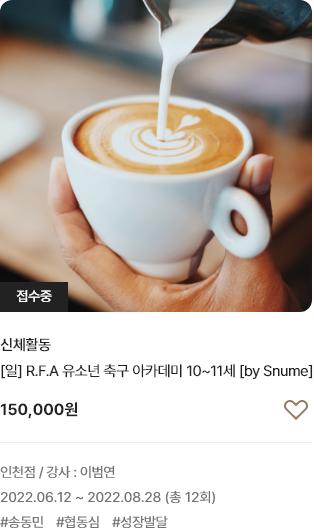 접수중
신체활동
[일] R.F.A 유소년 축구 아카데미 10~11세 [by Snume]
150,000원
인천점 / 강사 : 이범연
2022.06.12 ~ 2022.08.28 (총 12회)
#송동민 #협동심 #성장발달